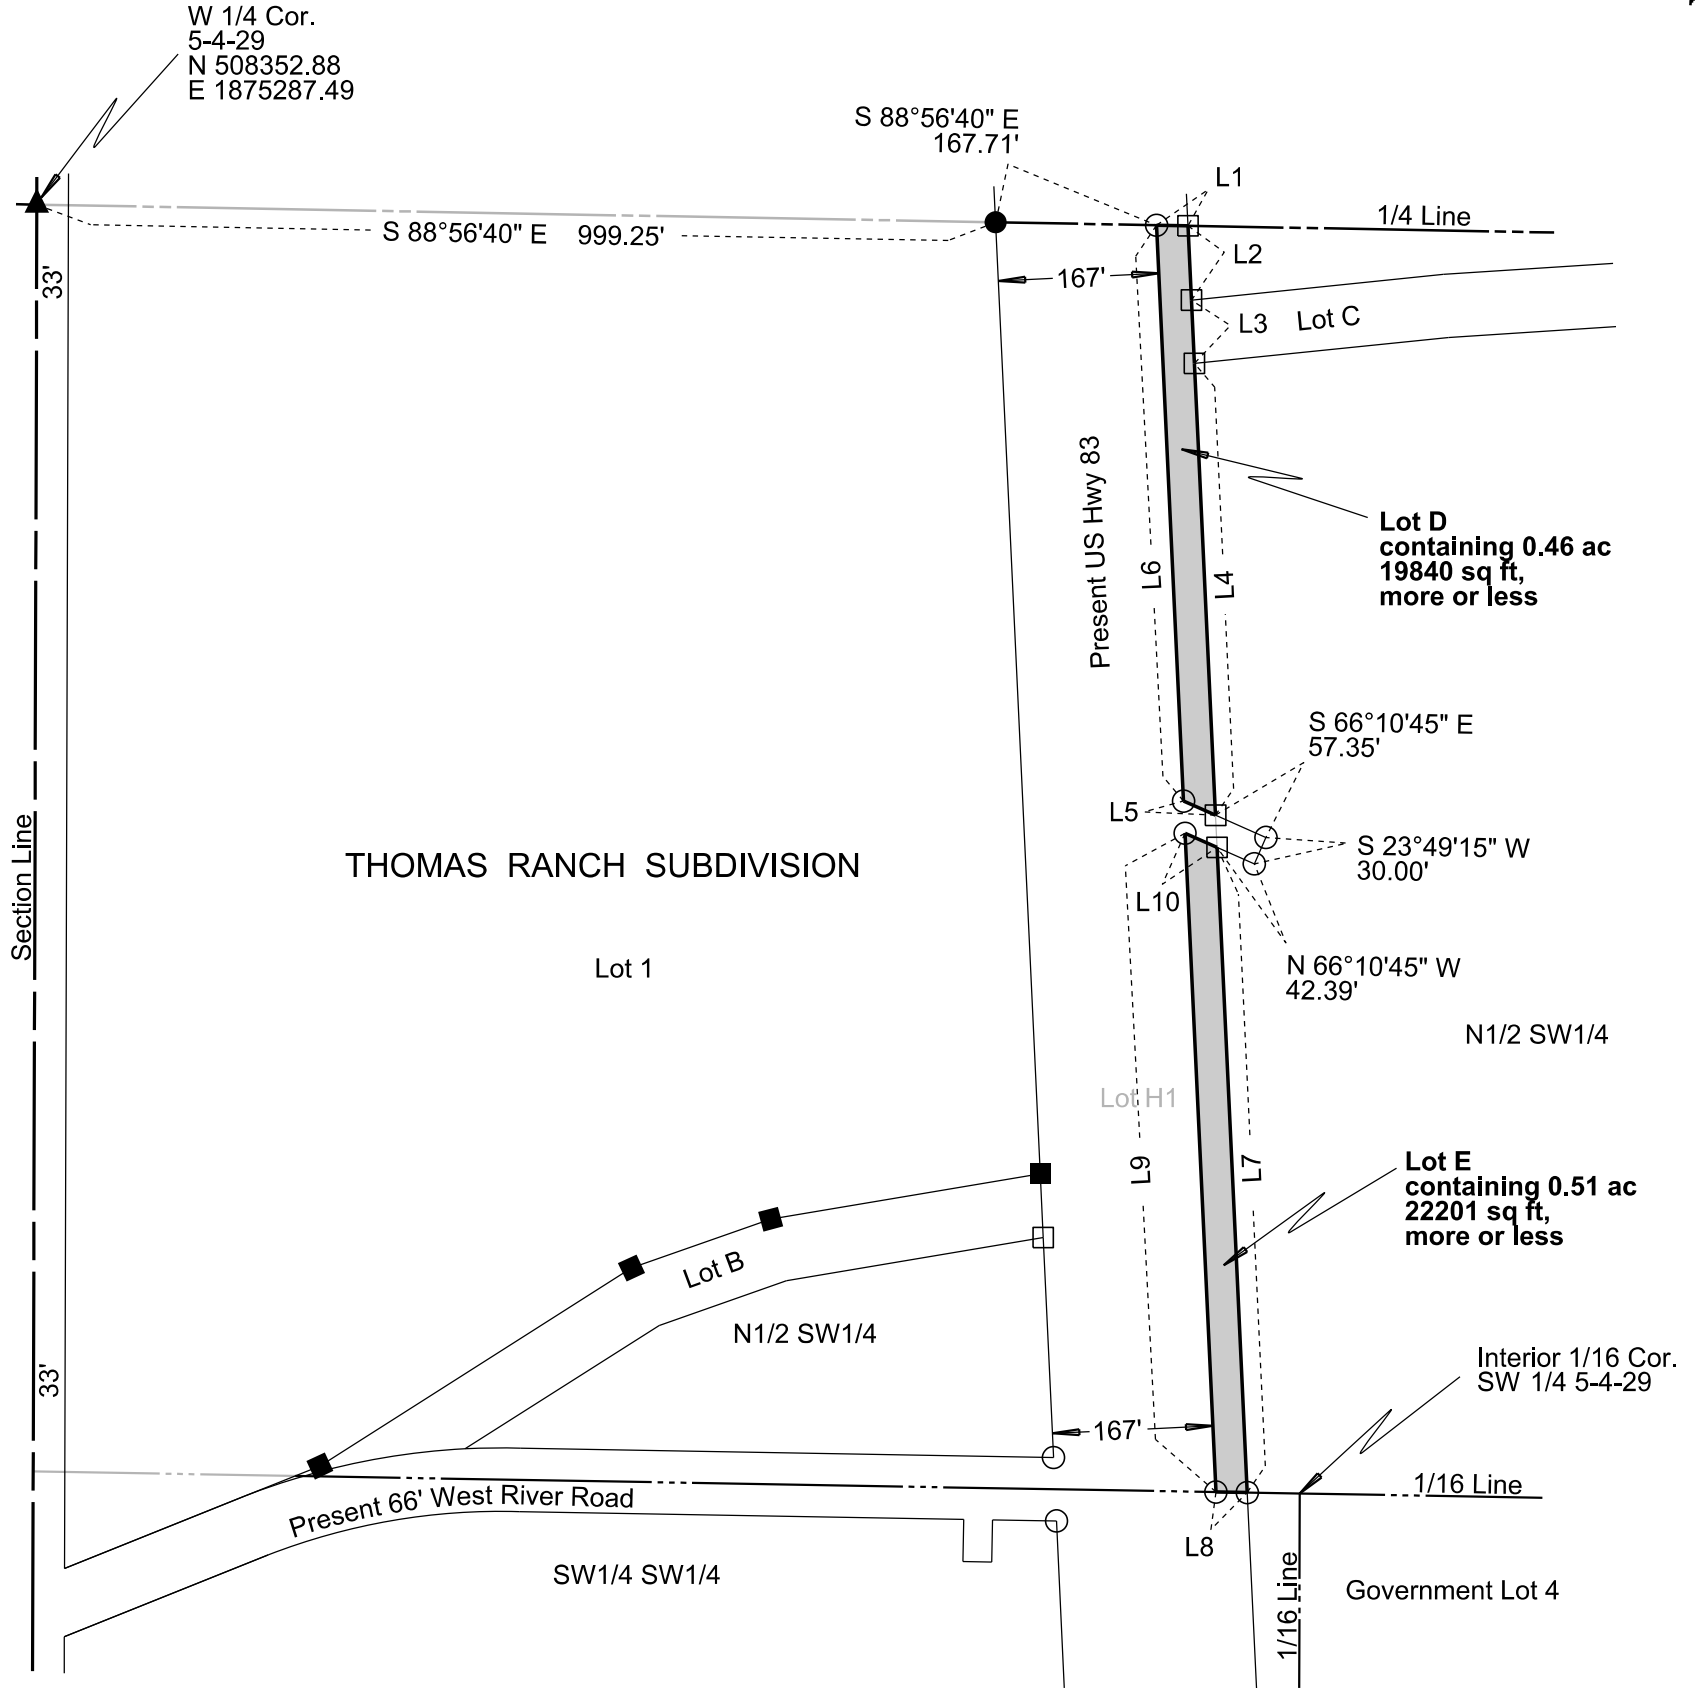 W 1/4 Cor.
5-4-29
N 508352.88
E 1875287.49
S 88°56'40" E
167.71'
L1
1/4 Line
S 88°56'40" E 999.25'
L2
33'
167'
L3
Lot C
Present US Hwy 83
L6
L4
Lot D
containing 0.46 ac
19840 sq ft,
more or less
S 66°10'45" E
57.35'
L5
S 23°49'15" W
30.00'
Section Line
THOMAS RANCH SUBDIVISION
L10
Lot 1
N 66°10'45" W
42.39'
N1/2 SW1/4
Lot H1
L9
L7
Lot E
containing 0.51 ac
22201 sq ft,
more or less
Lot B
N1/2 SW1/4
33'
Interior 1/16 Cor.
SW 1/4 5-4-29
167'
1/16 Line
Present 66' West River Road
L8
SW1/4 SW1/4
1/16 Line
Government Lot 4